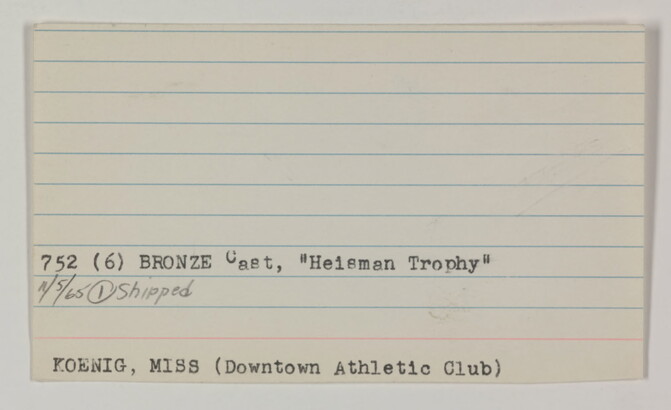 752 (6) BRONZE Cast, "Heisman Trophy"
11/5/65 ① Shipped
KOENIG, MISS (Downtown Athletic Club)